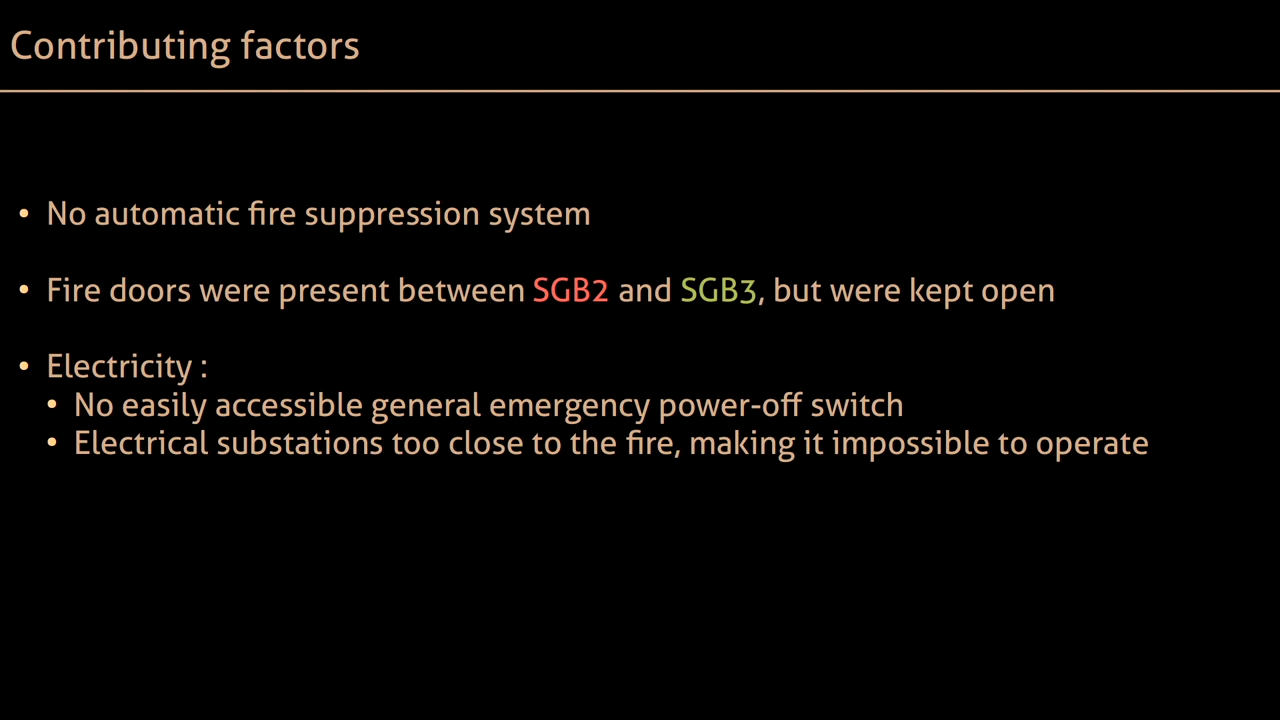 Contributing factors
• No automatic fire suppression system
• Fire doors were present between SGB2 and SGB3, but were kept open
• Electricity :
• No easily accessible general emergency power-off switch
• Electrical substations too close to the fire, making it impossible to operate